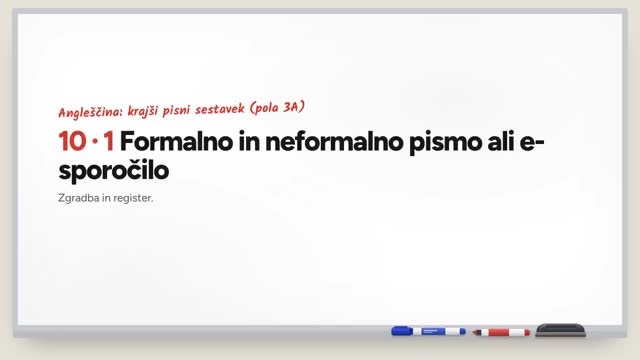 Angleščina: krajši pisni sestavek (pola 3A)
10 · 1 Formalno in neformalno pismo ali e-
sporočilo
Zgradba in register.